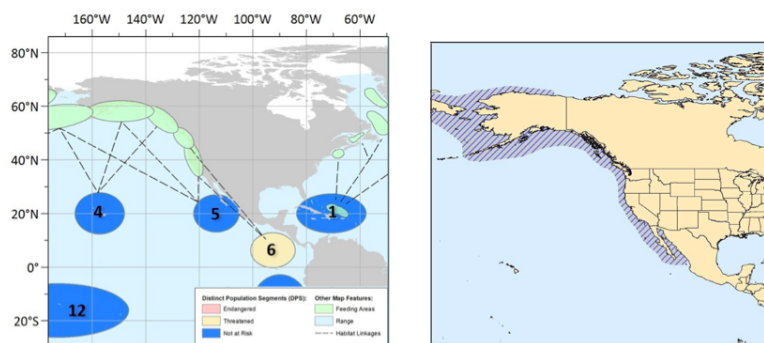 160°W 140°W 120°W 100°W 80°W 60°W
80°N
60°N
40°N
20°N
0°
20°S
4
5
1
6
12
Distinct Population Segments (DPS):
Endangered
Threatened
Not at Risk
Other Map Features:
Feeding Areas
Range
Habitat Linkages